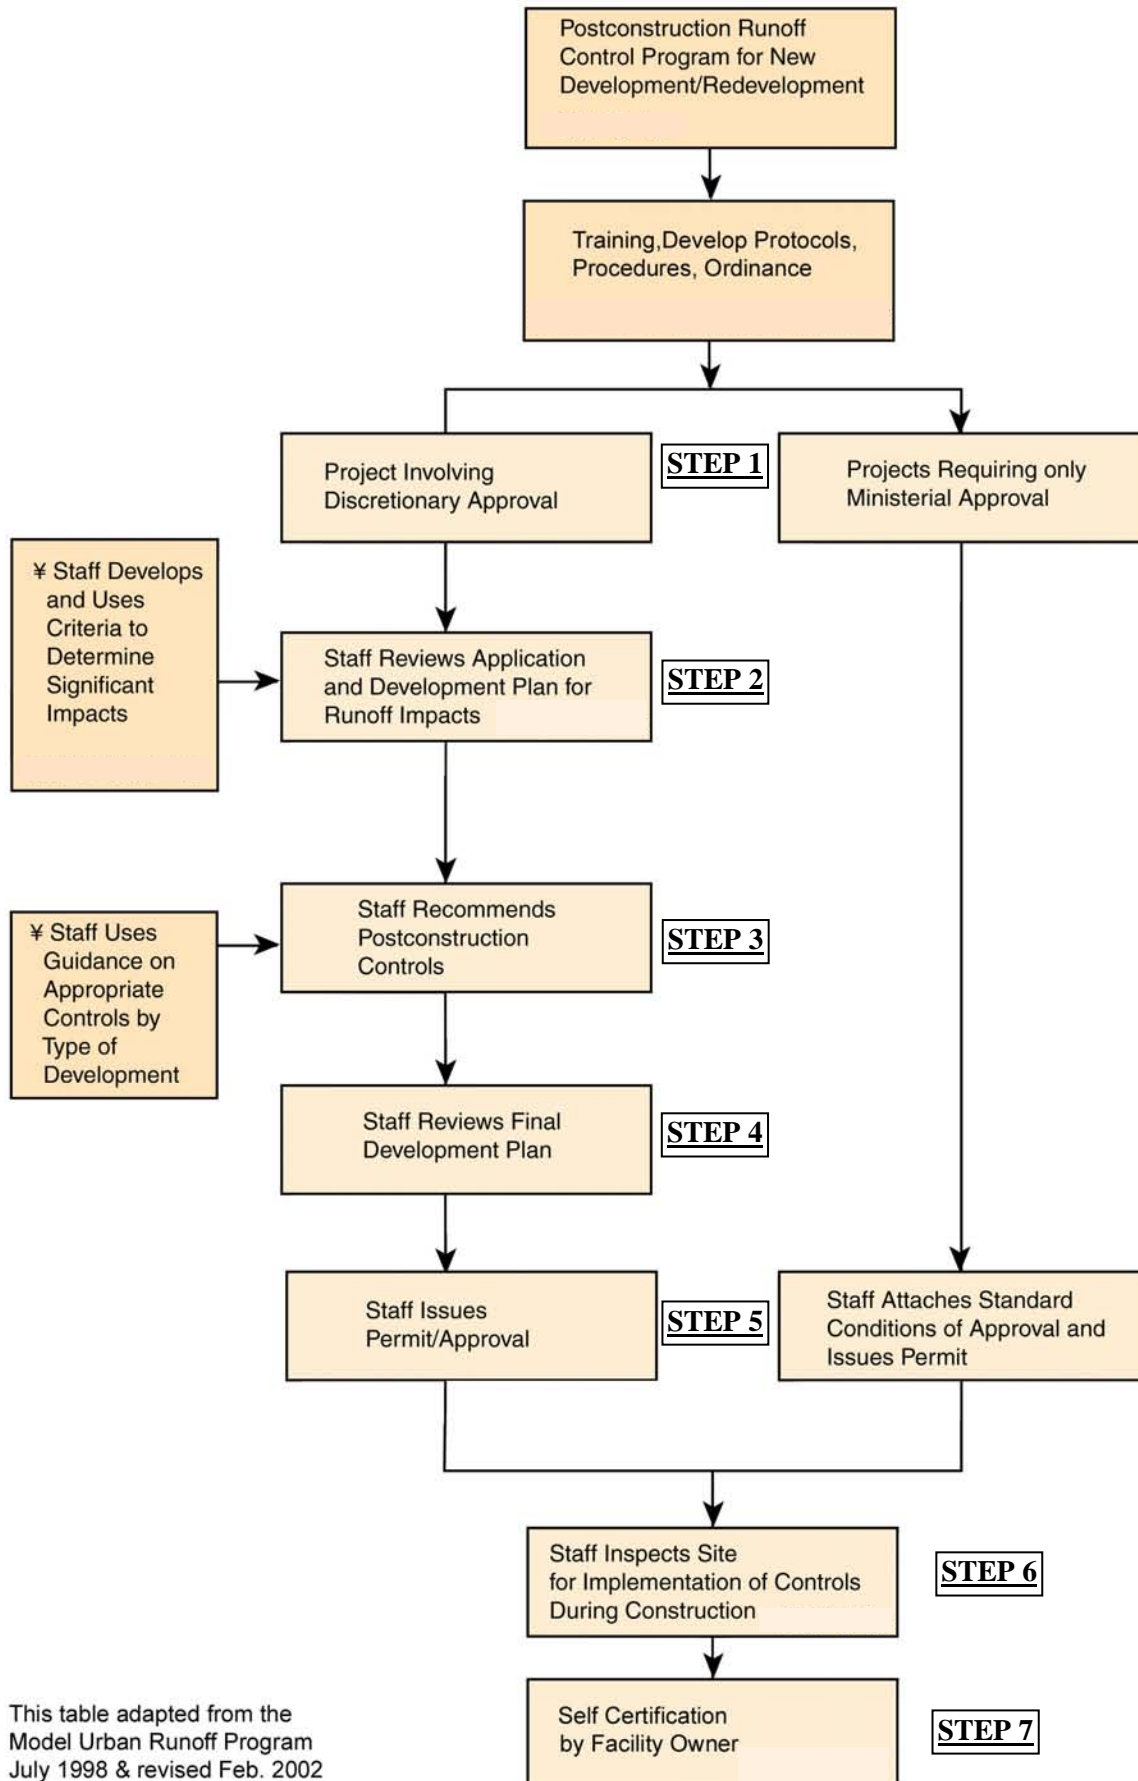 Postconstruction Runoff
Control Program for New
Development/Redevelopment
Training,Develop Protocols,
Procedures, Ordinance
Project Involving
Discretionary Approval
STEP 1
Projects Requiring only
Ministerial Approval
¥ Staff Develops
and Uses
Criteria to
Determine
Significant
Impacts
Staff Reviews Application
and Development Plan for
Runoff Impacts
STEP 2
¥ Staff Uses
Guidance on
Appropriate
Controls by
Type of
Development
Staff Recommends
Postconstruction
Controls
STEP 3
Staff Reviews Final
Development Plan
STEP 4
Staff Issues
Permit/Approval
STEP 5
Staff Attaches Standard
Conditions of Approval and
Issues Permit
Staff Inspects Site
for Implementation of Controls
During Construction
STEP 6
Self Certification
by Facility Owner
STEP 7
This table adapted from the
Model Urban Runoff Program
July 1998 & revised Feb. 2002